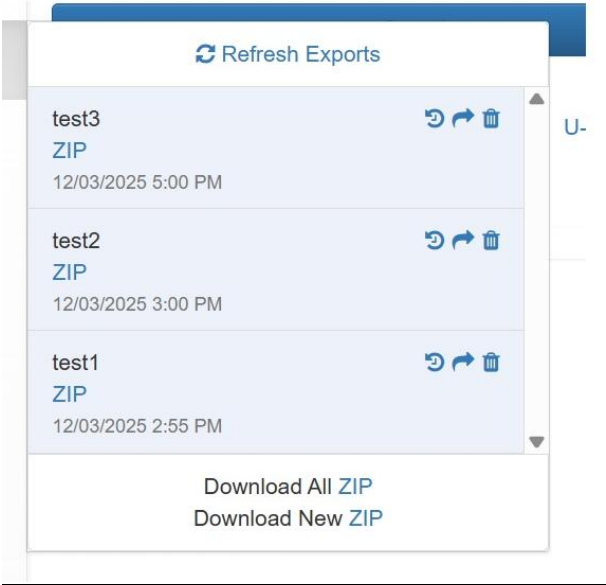 Refresh Exports
test3
ZIP
12/03/2025 5:00 PM
U-
test2
ZIP
12/03/2025 3:00 PM
test1
ZIP
12/03/2025 2:55 PM
Download All ZIP
Download New ZIP